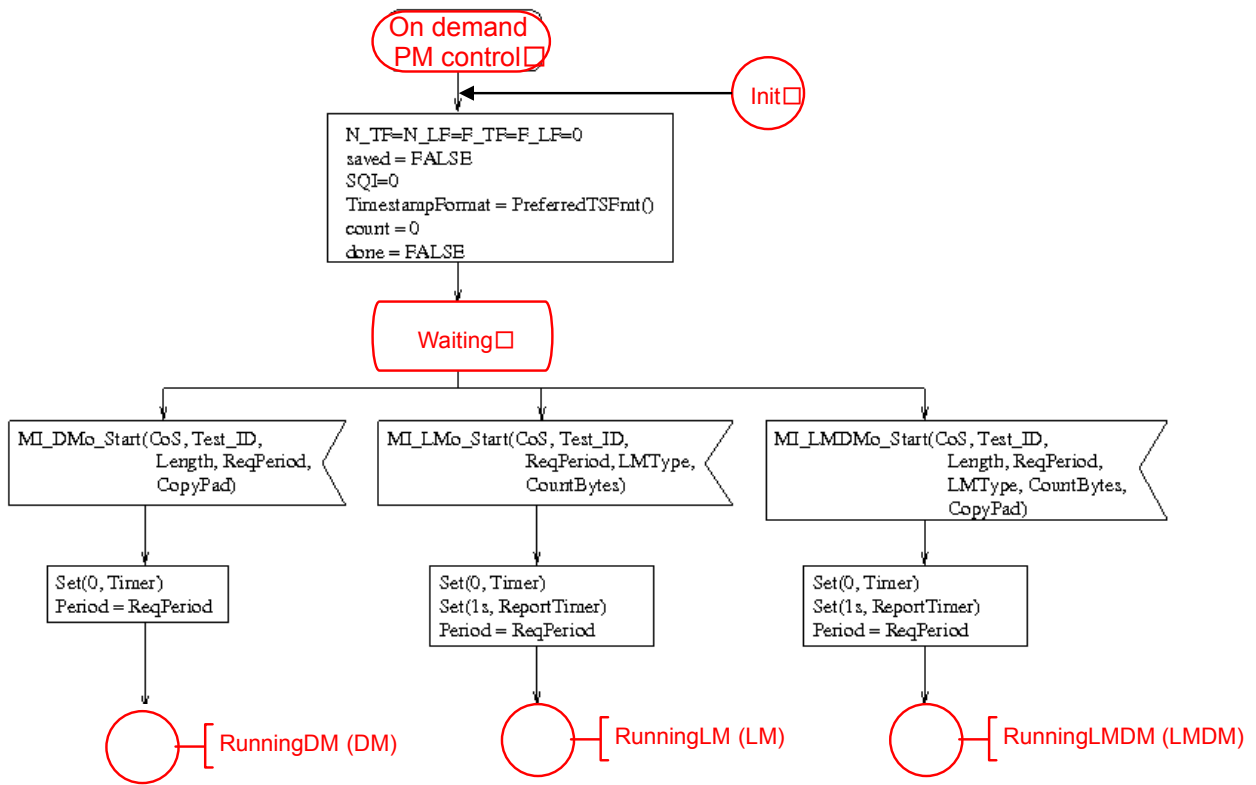 On demand
PM control□
Init□
N_TF=N_LF=F_TF=F_LF=0
saved = FALSE
SQI=0
TimestampFormat = PreferredTSFmt()
count = 0
done = FALSE
Waiting□
MI_DMo_Start(CoS, Test_ID,
Length, ReqPeriod,
CopyPad)
MI_LMo_Start(CoS, Test_ID,
ReqPeriod, LMType,
CountBytes)
MI_LMDMo_Start(CoS, Test_ID,
Length, ReqPeriod,
LMType, CountBytes,
CopyPad)
Set(0, Timer)
Period = ReqPeriod
Set(0, Timer)
Set(1s, ReportTimer)
Period = ReqPeriod
Set(0, Timer)
Set(1s, ReportTimer)
Period = ReqPeriod
RunningDM (DM)
RunningLM (LM)
RunningLMDM (LMDM)